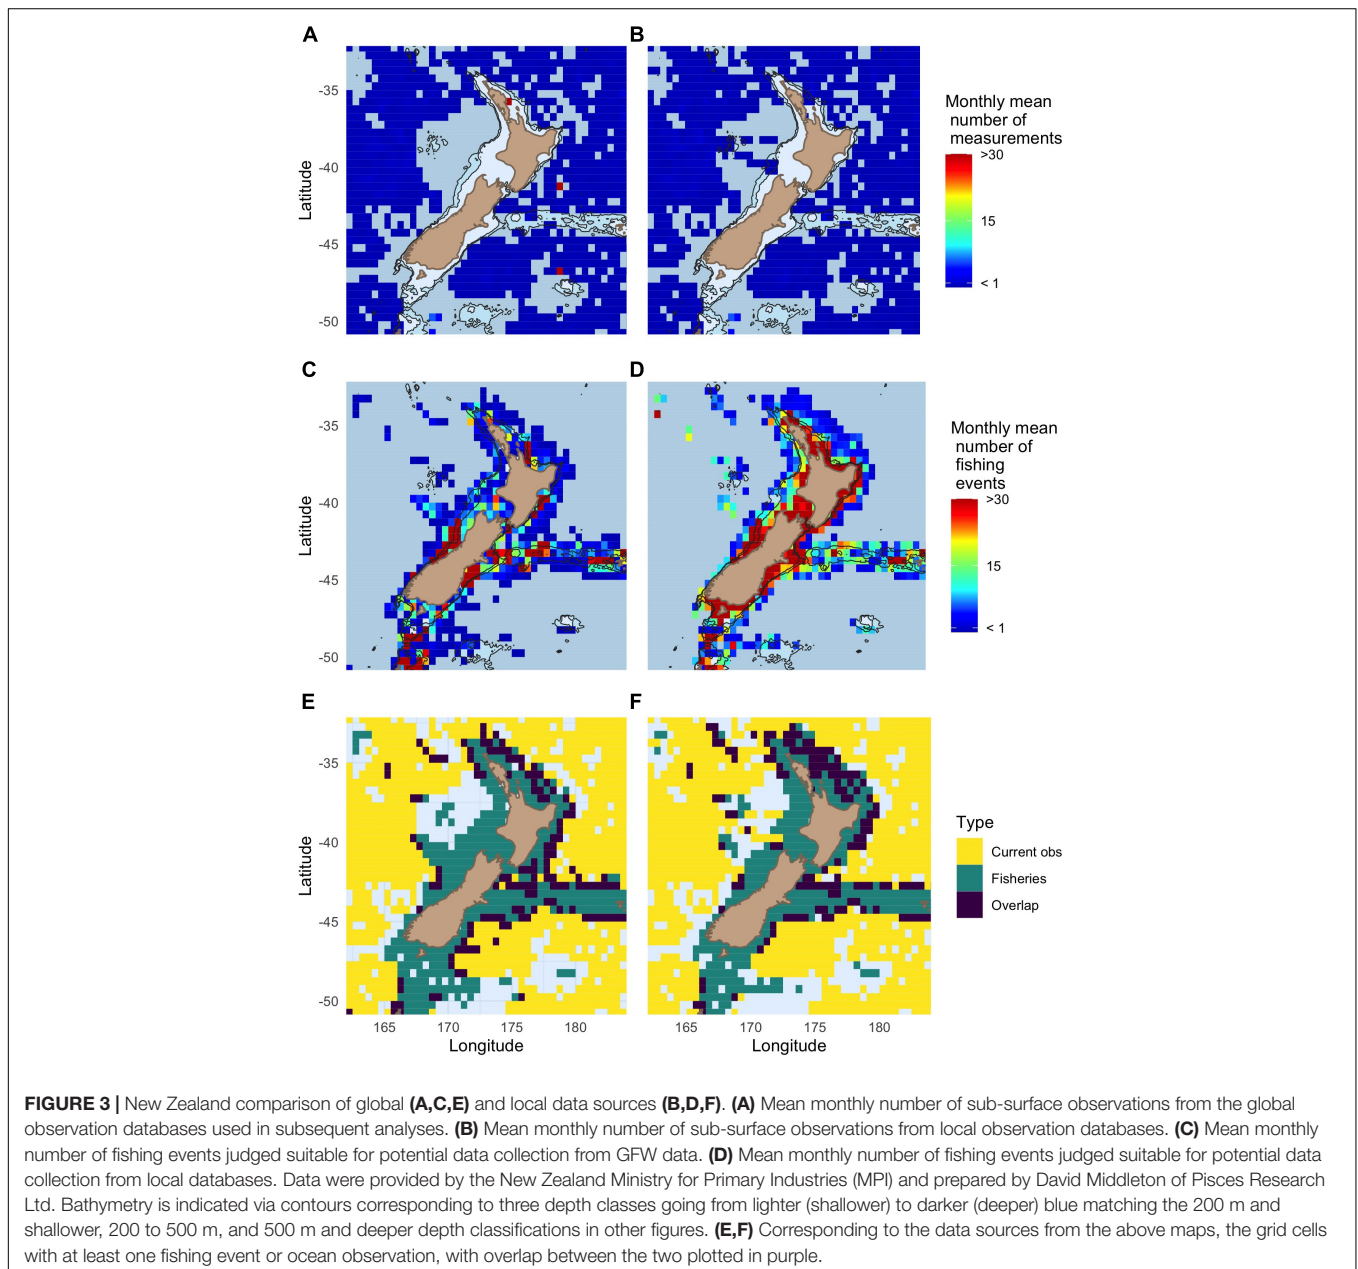 A
B
-35
-40
-45
-50
Latitude
Monthly mean
number of
measurements
>30
15
< 1
C
D
-35
-40
-45
-50
Latitude
Monthly mean
number of
fishing
events
>30
15
< 1
E
F
-35
-40
-45
-50
Latitude
165 170 175 180
Longitude
165 170 175 180
Longitude
Type
Current obs
Fisheries
Overlap
FIGURE 3 | New Zealand comparison of global (A,C,E) and local data sources (B,D,F). (A) Mean monthly number of sub-surface observations from the global
observation databases used in subsequent analyses. (B) Mean monthly number of sub-surface observations from local observation databases. (C) Mean monthly
number of fishing events judged suitable for potential data collection from GFW data. (D) Mean monthly number of fishing events judged suitable for potential data
collection from local databases. Data were provided by the New Zealand Ministry for Primary Industries (MPI) and prepared by David Middleton of Pisces Research
Ltd. Bathymetry is indicated via contours corresponding to three depth classes going from lighter (shallower) to darker (deeper) blue matching the 200 m and
shallower, 200 to 500 m, and 500 m and deeper depth classifications in other figures. (E,F) Corresponding to the data sources from the above maps, the grid cells
with at least one fishing event or ocean observation, with overlap between the two plotted in purple.